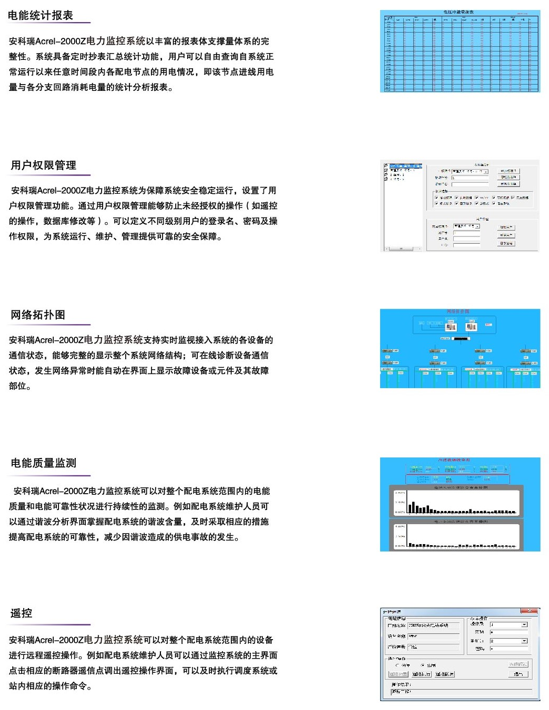 电能统计报表
安科瑞Acrel-2000Z电力监控系统以丰富的报表体支撑量体系的完
整性。系统具备定时抄表汇总统计功能，用户可以自由查询自系统正
常运行以来任意时间段内各配电节点的用电情况，即该节点进线用电
量与各分支回路消耗电量的统计分析报表。
用户权限管理
安科瑞Acrel-2000Z电力监控系统为保障系统安全稳定运行，设置了用
户权限管理功能。通过用户权限管理能够防止未经授权的操作（如遥控
的操作，数据库修改等）。可以定义不同级别用户的登录名、密码及操
作权限，为系统运行、维护、管理提供可靠的安全保障。
网络拓扑图
安科瑞Acrel-2000Z电力监控系统支持实时监视接入系统的各设备的
通信状态，能够完整的显示整个系统网络结构；可在线诊断设备通信
状态，发生网络异常时能自动在界面上显示故障设备或元件及其故障
部位。
电能质量监测
安科瑞Acrel-2000Z电力监控系统可以对整个配电系统范围内的电能
质量和电能可靠性状况进行持续性的监测。例如配电系统维护人员可
以通过谐波分析界面掌握配电系统的谐波含量，及时采取相应的措施
提高配电系统的可靠性，减少因谐波造成的供电事故的发生。
遥控
安科瑞Acrel-2000Z电力监控系统可以对整个配电系统范围内的设备
进行远程遥控操作。例如配电系统维护人员可以通过监控系统的主界面
点击相应的断路器遥信点调出遥控操作界面，可以及时执行调度系统或
站内相应的操作命令。